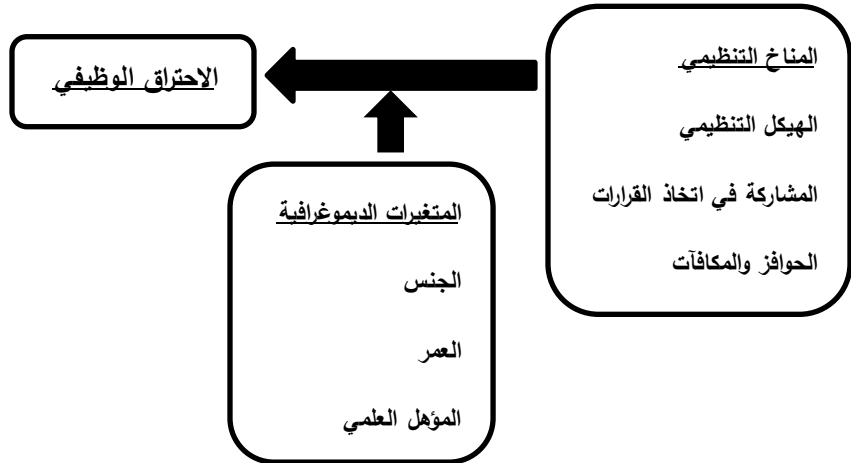 المناخ التنظيمي
الهيكل التنظيمي
المشاركة في اتخاذ القرارات
الحوافز والمكافآت
الاحتراق الوظيفي
المتغيرات الديموغرافية
الجنس
العمر
المؤهل العلمي